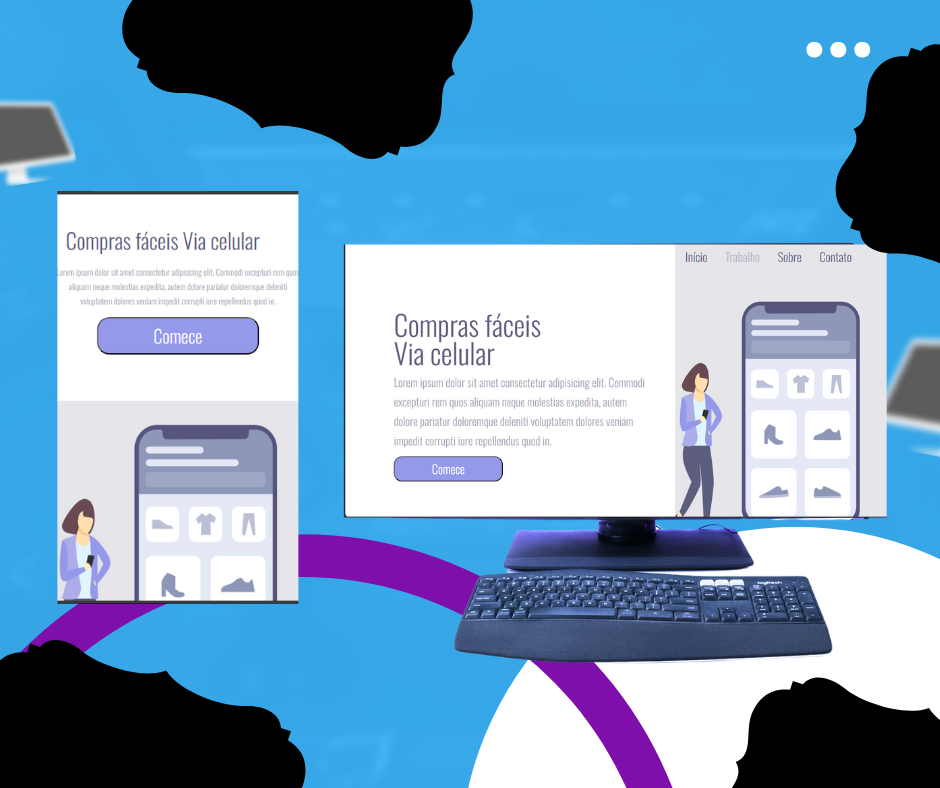 Compras fáceis Via celular
Lorem ipsum dolor sit amet consectetur adipisicing elit. Commodi excepturi rem quos
aliquam neque molestias expedita, autem dolore pariatur doloremque deleniti
voluptatem dolores veniam impedit corrupti iure repellendus quod in.
Comece
Início Trabalho Sobre Contato
Compras fáceis
Via celular
Lorem ipsum dolor sit amet consectetur adipisicing elit. Commodi
excepturi rem quos aliquam neque molestias expedita, autem
dolore pariatur doloremque deleniti voluptatem dolores veniam
impedit corrupti iure repellendus quod in.
Comece
logitech